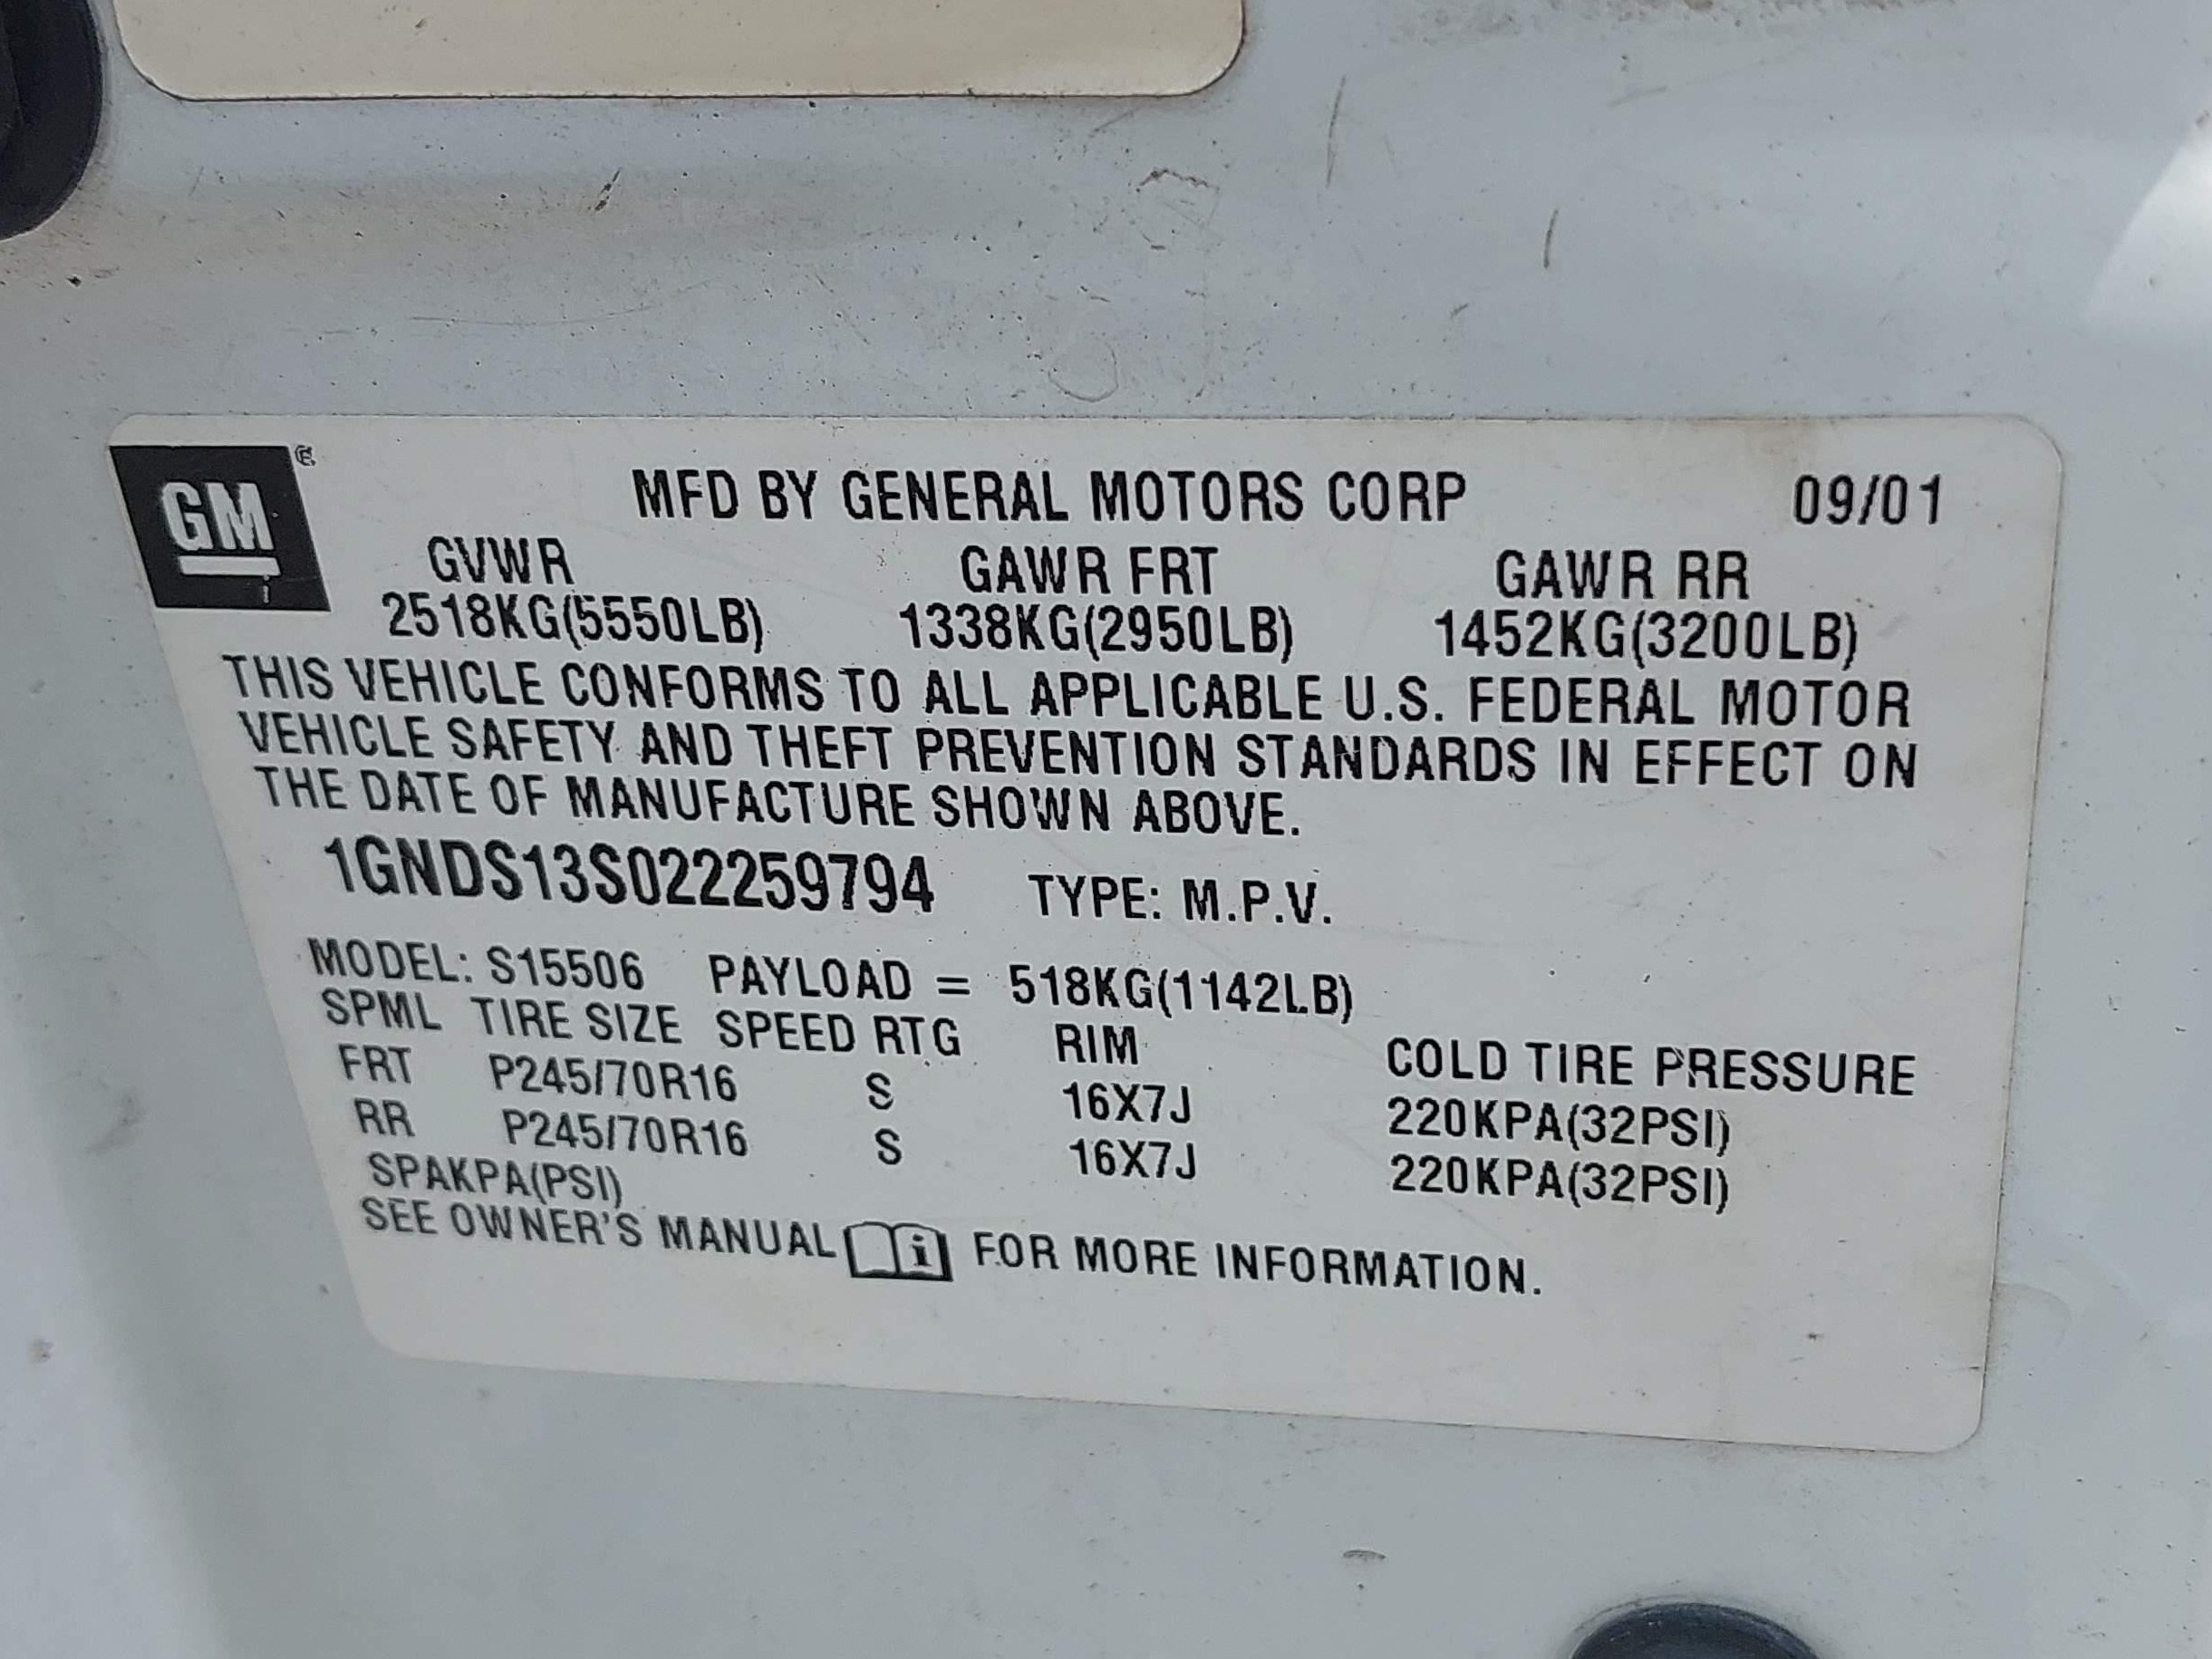 GM
MFD BY GENERAL MOTORS CORP 09/01
GVWR GAWR FRT GAWR RR
2518KG(5550LB) 1338KG(2950LB) 1452KG(3200LB)
THIS VEHICLE CONFORMS TO ALL APPLICABLE U.S. FEDERAL MOTOR
VEHICLE SAFETY AND THEFT PREVENTION STANDARDS IN EFFECT ON
THE DATE OF MANUFACTURE SHOWN ABOVE.
1GNDS13S022259794 TYPE: M.P.V.
MODEL: S15506 PAYLOAD = 518KG(1142LB)
SPML TIRE SIZE SPEED RTG RIM COLD TIRE PRESSURE
FRT P245/70R16 S 16X7J 220KPA(32PSI)
RR P245/70R16 S 16X7J 220KPA(32PSI)
SPAKPA(PSI)
SEE OWNER'S MANUAL i FOR MORE INFORMATION.